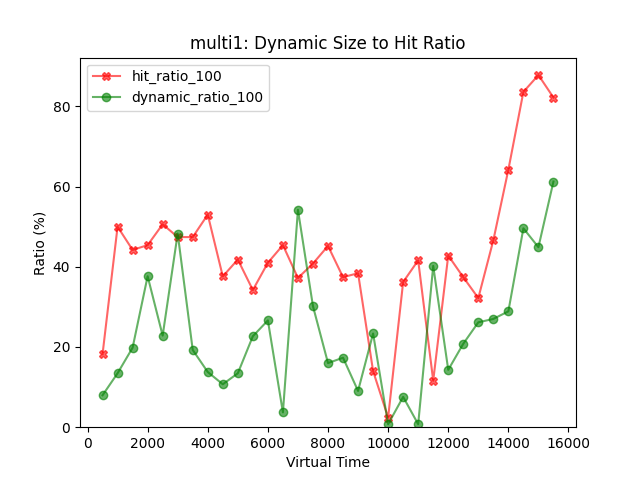 multi1: Dynamic Size to Hit Ratio
hit_ratio_100
dynamic_ratio_100
Ratio (%)
80
60
40
20
0
0 2000 4000 6000 8000 10000 12000 14000 16000
Virtual Time